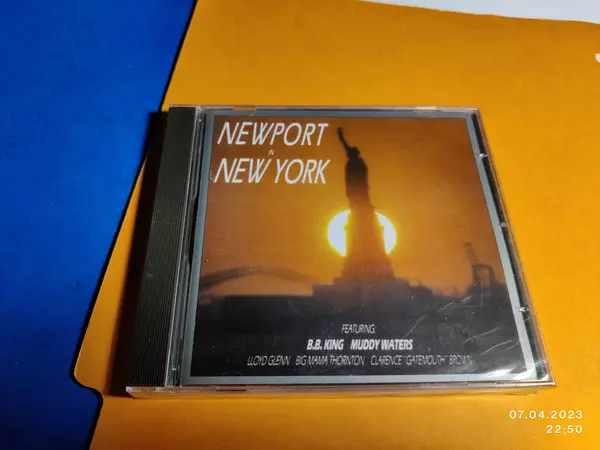 NEWPORT
IN
NEW YORK
FEATURING:
B.B. KING MUDDY WATERS
LLOYD GLENN BIG MAMA THORNTON CLARENCE "GATEMOUTH" BROWN
07.04.2023
22:50